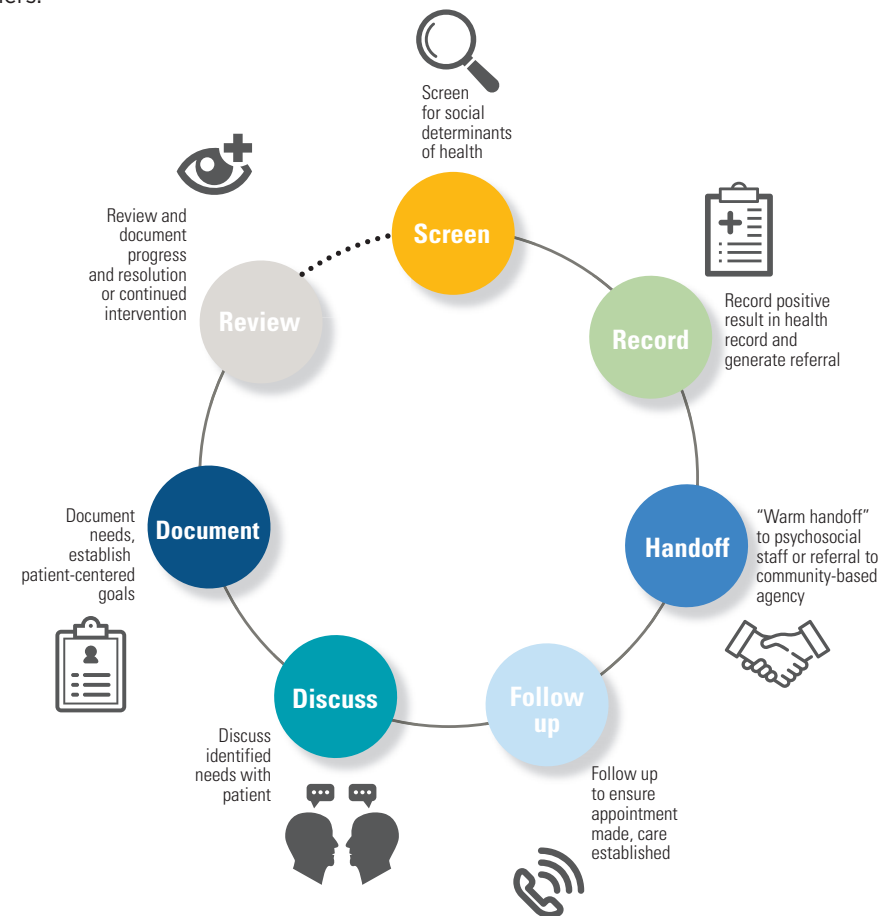 Screen
for social
determinants
of health
Screen
Record
Record positive
result in health
record and
generate referral
Handoff
“Warm handoff”
to psychosocial
staff or referral to
community-based
agency
Follow
up
Follow up
to ensure
appointment
made, care
established
Discuss
Discuss
identified
needs with
patient
Document
Document
needs,
establish
patient-centered
goals
Review
Review and
document
progress
and resolution
or continued
intervention